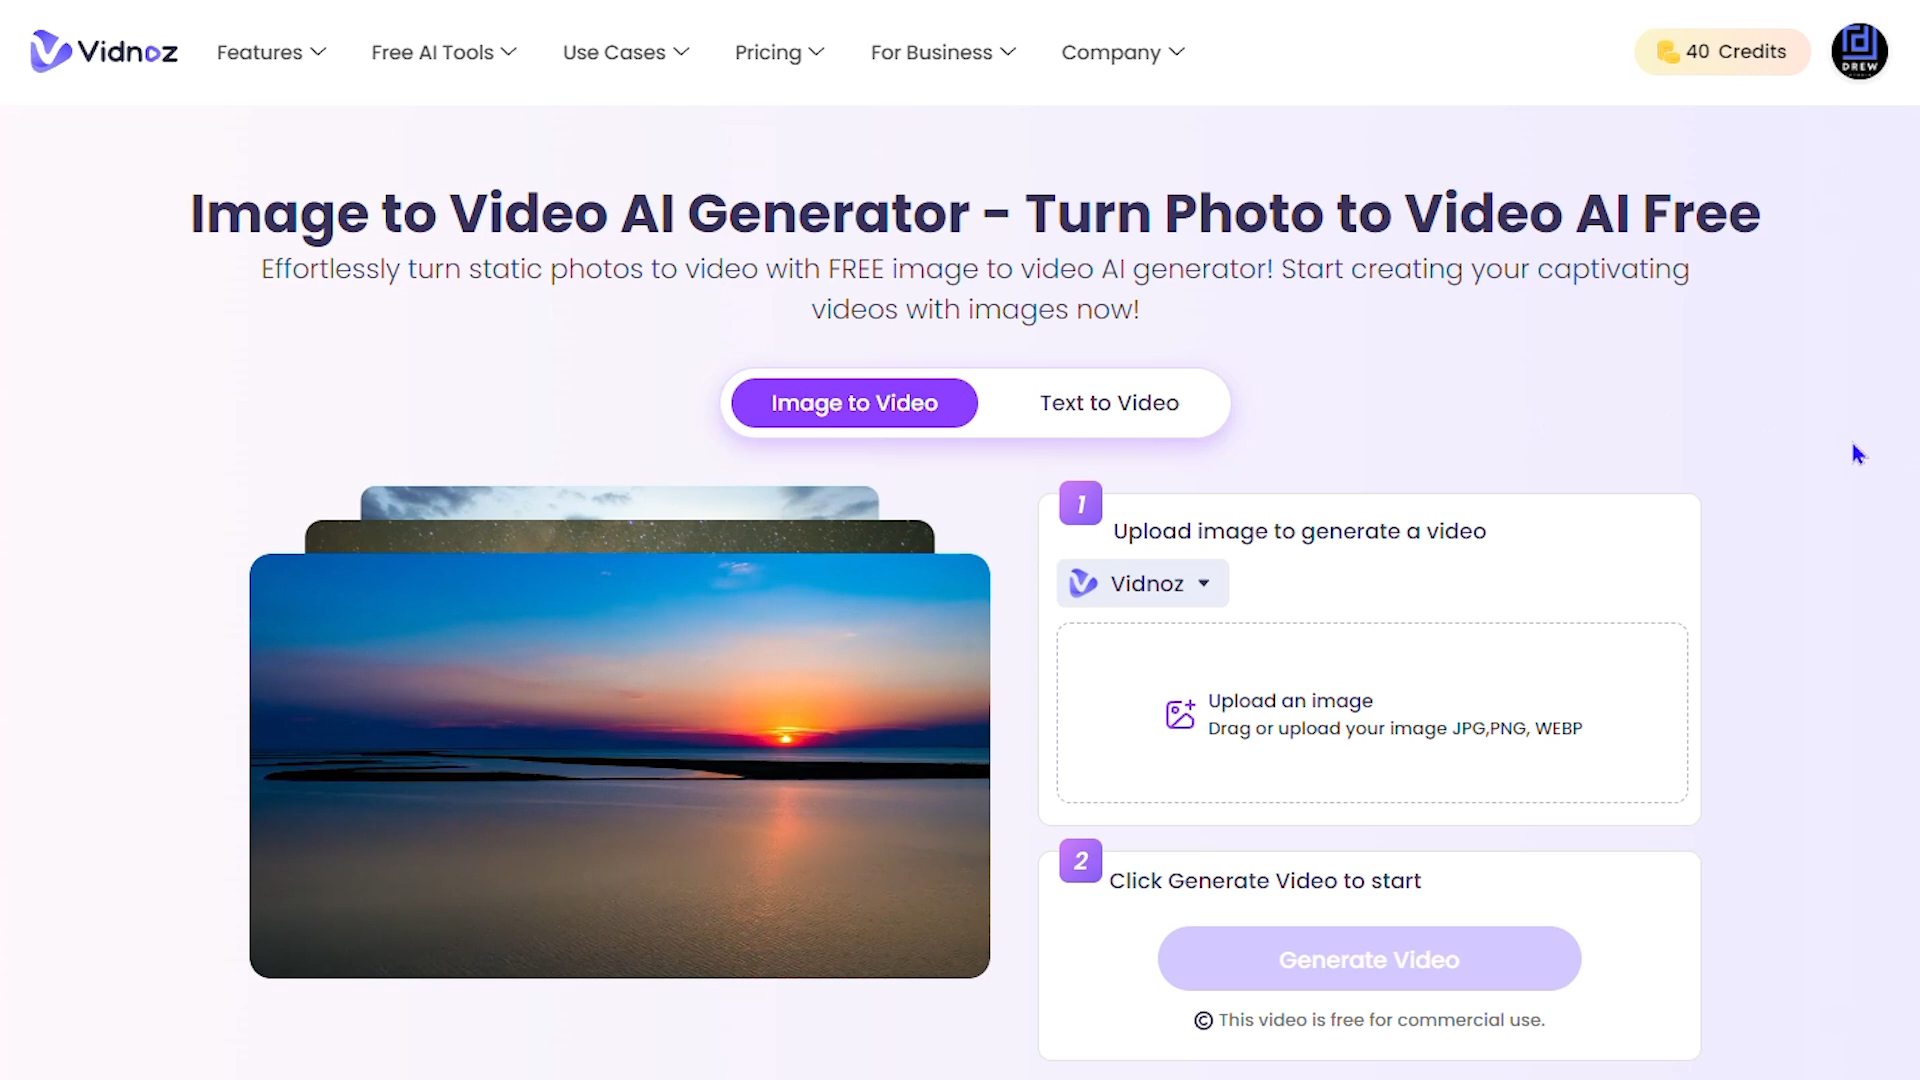 Vidnoz
Features
Free AI Tools
Use Cases
Pricing
For Business
Company
40 Credits
DREW
Image to Video AI Generator - Turn Photo to Video AI Free
Effortlessly turn static photos to video with FREE image to video AI generator! Start creating your captivating
videos with images now!
Image to Video
Text to Video
1
Upload image to generate a video
Vidnoz
Upload an image
Drag or upload your image JPG,PNG, WEBP
2
Click Generate Video to start
Generate Video
© This video is free for commercial use.